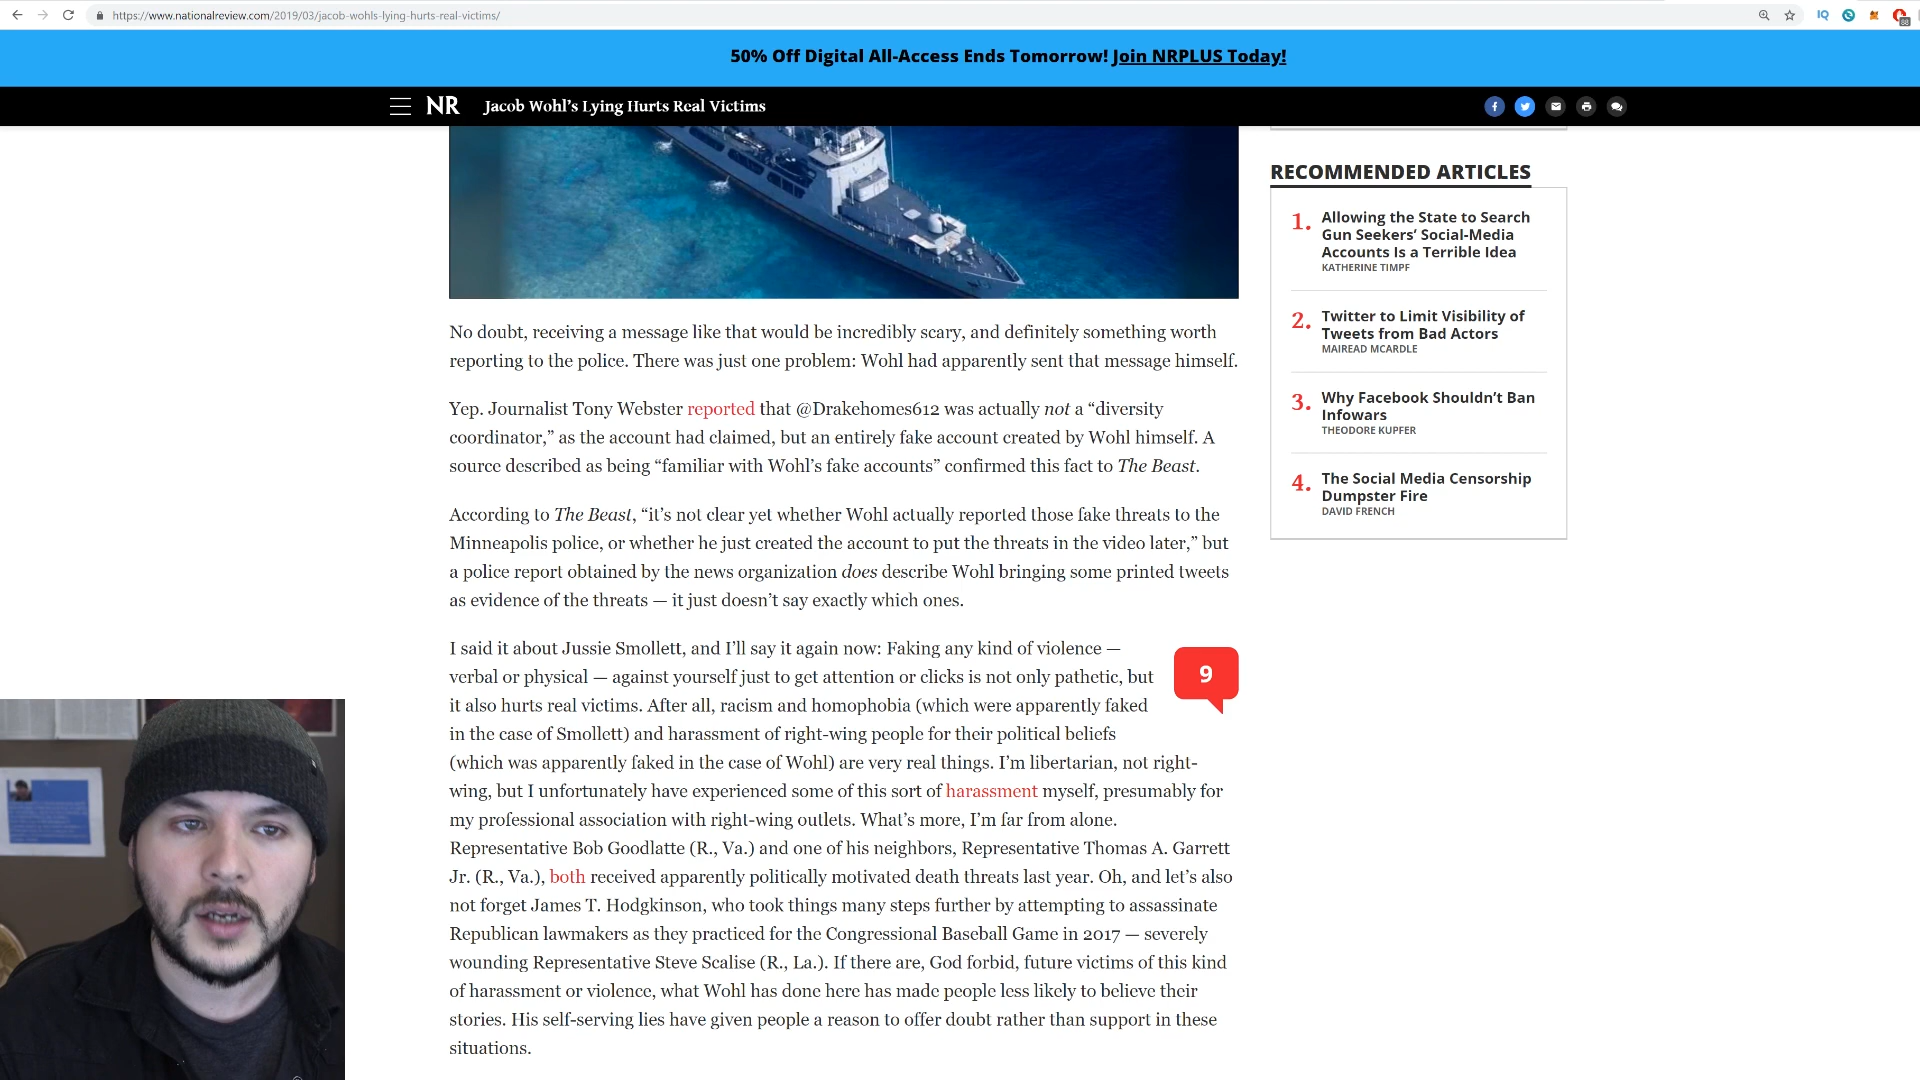 https://www.nationalreview.com/2019/03/jacob-wohls-lying-hurts-real-victims/
IQ
50% Off Digital All-Access Ends Tomorrow! Join NRPLUS Today!
NR Jacob Wohl's Lying Hurts Real Victims
No doubt, receiving a message like that would be incredibly scary, and definitely something worth
reporting to the police. There was just one problem: Wohl had apparently sent that message himself.
Yep. Journalist Tony Webster reported that @Drakehomes612 was actually not a “diversity
coordinator,” as the account had claimed, but an entirely fake account created by Wohl himself. A
source described as being “familiar with Wohl’s fake accounts” confirmed this fact to The Beast.
According to The Beast, “it’s not clear yet whether Wohl actually reported those fake threats to the
Minneapolis police, or whether he just created the account to put the threats in the video later,” but
a police report obtained by the news organization does describe Wohl bringing some printed tweets
as evidence of the threats — it just doesn’t say exactly which ones.
I said it about Jussie Smollett, and I’ll say it again now: Faking any kind of violence —
verbal or physical — against yourself just to get attention or clicks is not only pathetic, but
it also hurts real victims. After all, racism and homophobia (which were apparently faked
in the case of Smollett) and harassment of right-wing people for their political beliefs
(which was apparently faked in the case of Wohl) are very real things. I’m libertarian, not right-
wing, but I unfortunately have experienced some of this sort of harassment myself, presumably for
my professional association with right-wing outlets. What’s more, I’m far from alone.
Representative Bob Goodlatte (R., Va.) and one of his neighbors, Representative Thomas A. Garrett
Jr. (R., Va.), both received apparently politically motivated death threats last year. Oh, and let’s also
not forget James T. Hodgkinson, who took things many steps further by attempting to assassinate
Republican lawmakers as they practiced for the Congressional Baseball Game in 2017 — severely
wounding Representative Steve Scalise (R., La.). If there are, God forbid, future victims of this kind
of harassment or violence, what Wohl has done here has made people less likely to believe their
stories. His self-serving lies have given people a reason to offer doubt rather than support in these
situations.
9
RECOMMENDED ARTICLES
1. Allowing the State to Search
Gun Seekers’ Social-Media
Accounts Is a Terrible Idea
KATHERINE TIMPF
2. Twitter to Limit Visibility of
Tweets from Bad Actors
MAIREAD MCARDLE
3. Why Facebook Shouldn’t Ban
Infowars
THEODORE KUPFER
4. The Social Media Censorship
Dumpster Fire
DAVID FRENCH